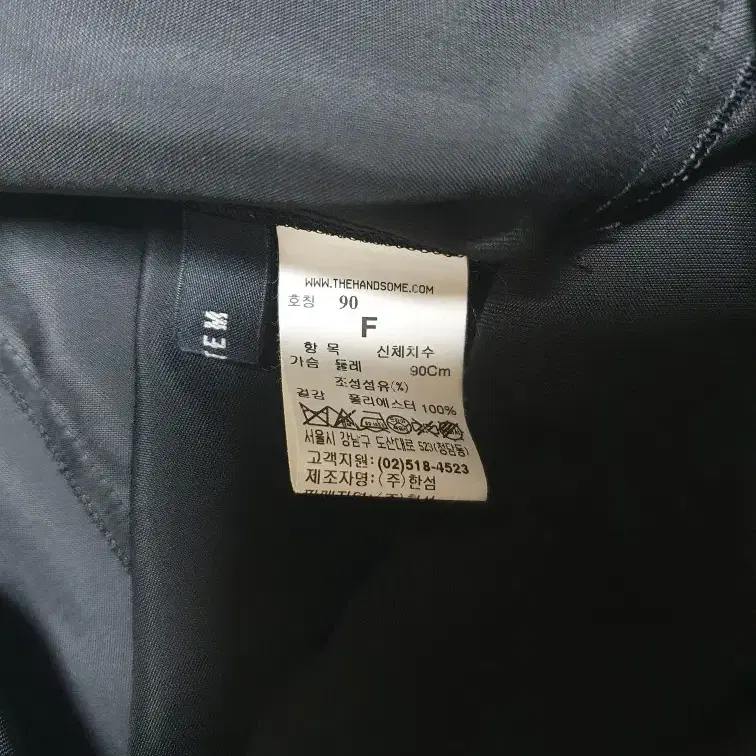 TEM
WWW.THEHANDSOME.COM
호칭 90
F
항 목 신체치수
가슴 둘레 90Cm
조성섬유(%)
겉감 폴리에스터 100%
서울시 강남구 도산대로 523(청담동)
고객지원:(02)518-4523
제조자명:(주)한섬